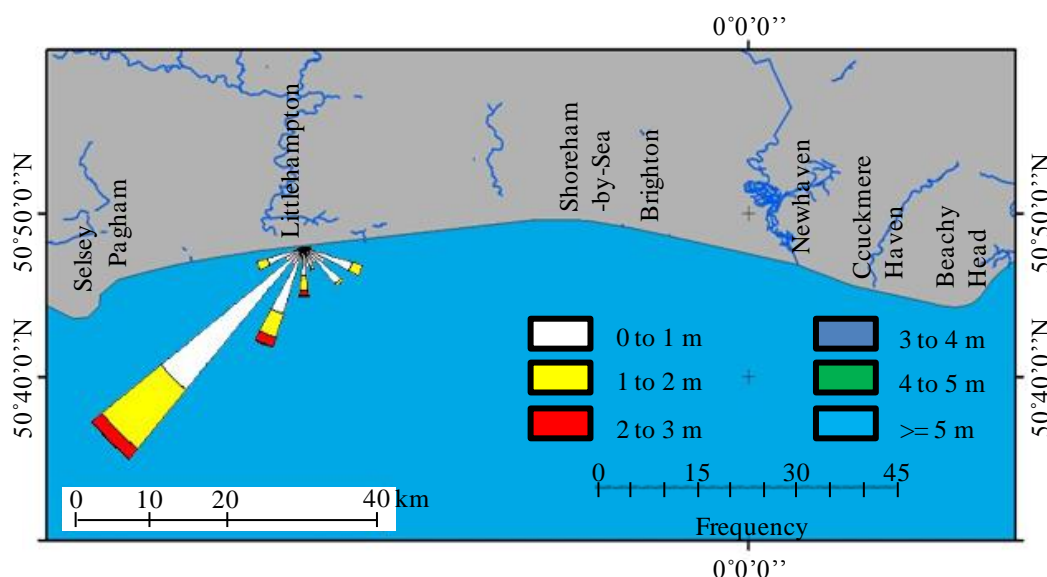 0°0'0''
50°50'0''N
50°40'0''N
Selsey
Pagham
Littlehampton
Shoreham
-by-Sea
Brighton
Newhaven
Ccuckmere
Haven
Beachy
Head
50°50'0''N
50°40'0''N
0 to 1 m
3 to 4 m
1 to 2 m
4 to 5 m
2 to 3 m
>= 5 m
0 15 30 45
Frequency
0 10 20 40 km
0°0'0''